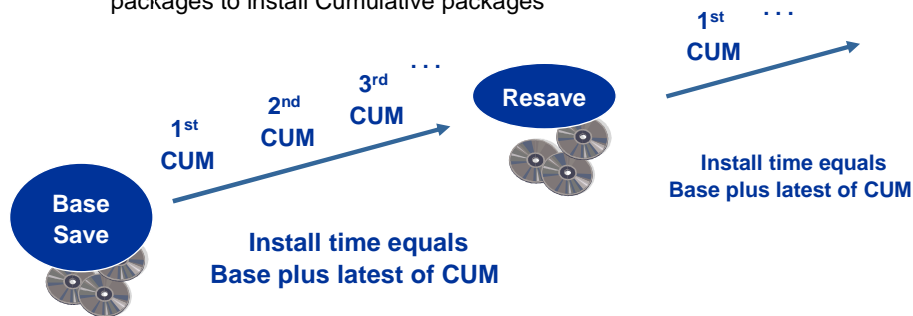 packages to install Cumulative packages
1st
CUM
2nd
CUM
3rd
CUM
. . .
Base
Save
Install time equals
Base plus latest of CUM
Resave
1st
CUM
. . .
Install time equals
Base plus latest of CUM